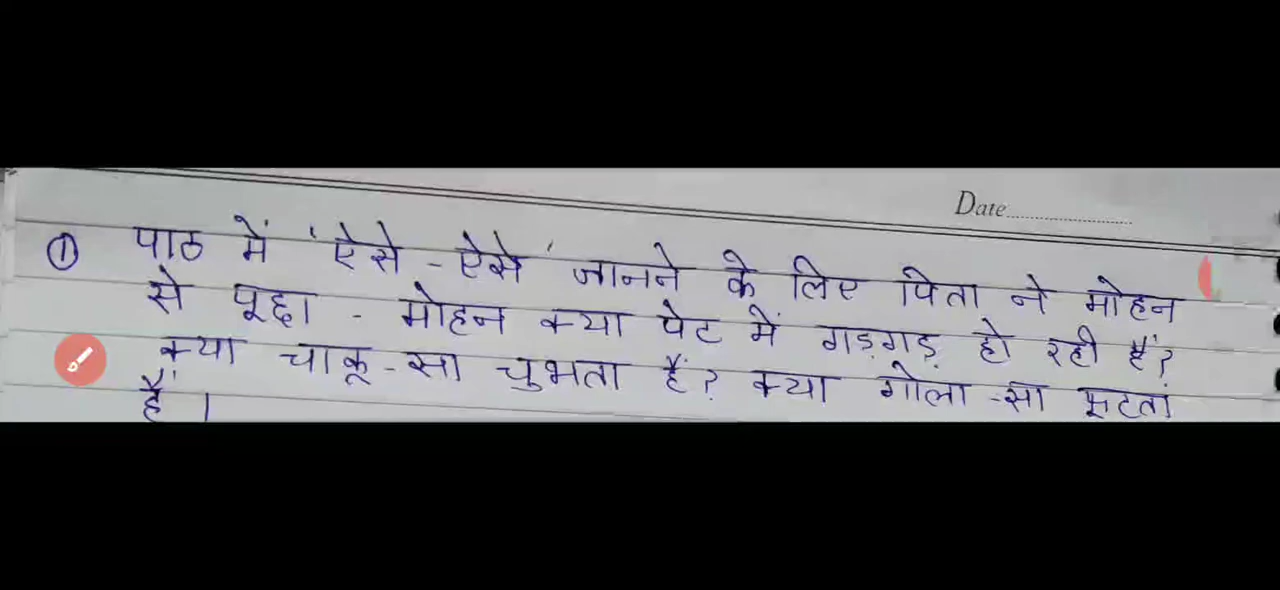 Date
① पाठ में 'ऐसे - ऐसे' जानने के लिए पिता ने मोहन
से पूछा - मोहन क्या पेट में गड़गड़ हो रही हैं?
क्या चाकू - सा चुभता हैं? क्या गोला - सा फूटता
हैं ।